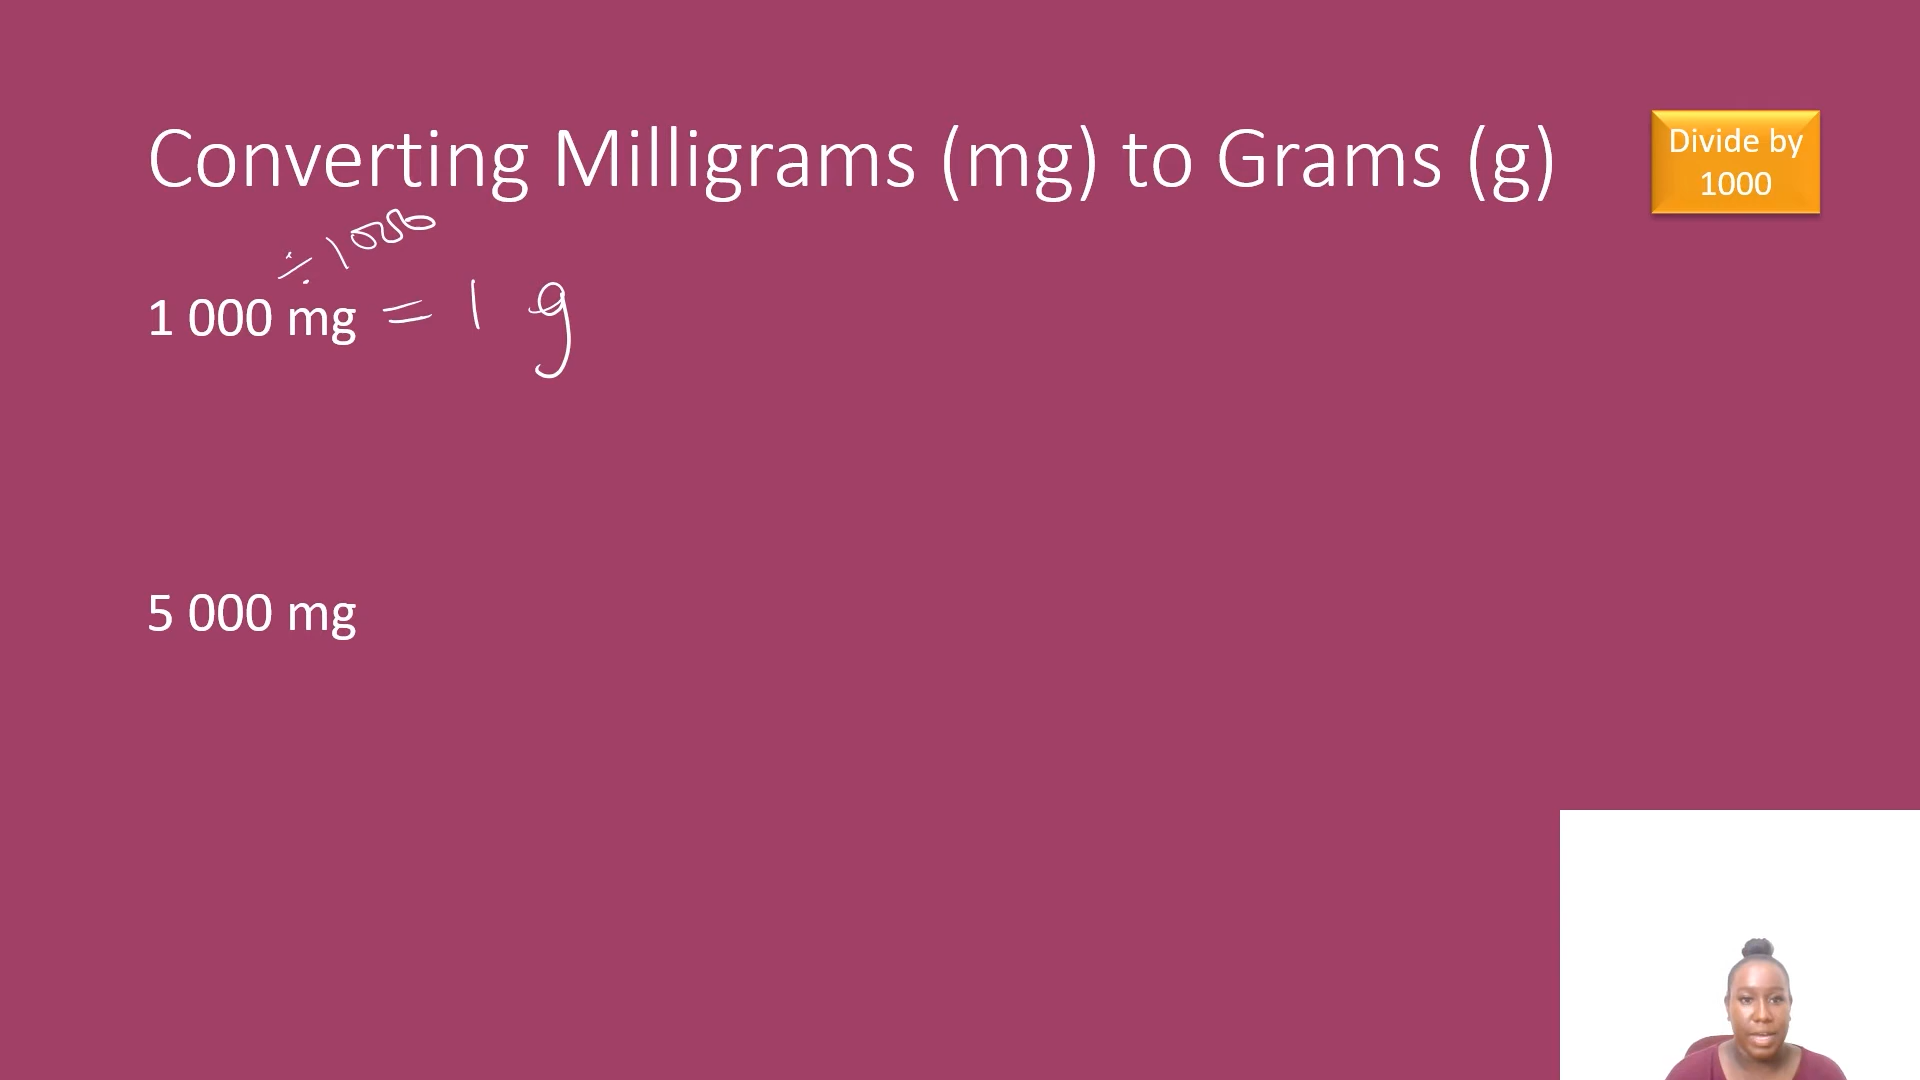 Converting Milligrams (mg) to Grams (g)
Divide by
1000
÷ 1000
1 000 mg = 1 g
5 000 mg